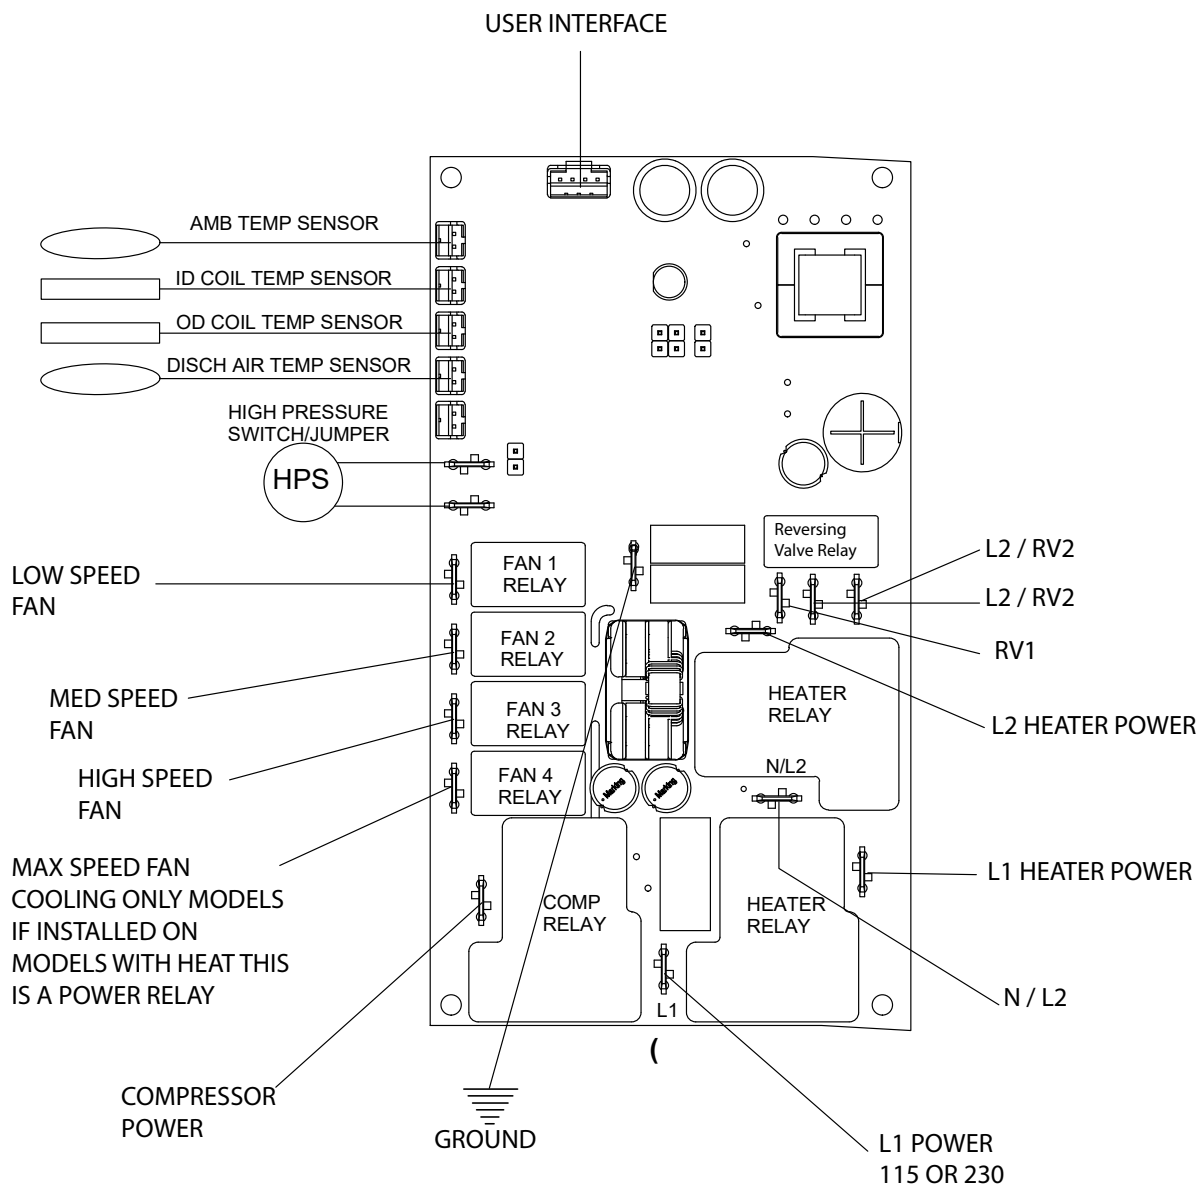 USER INTERFACE
AMB TEMP SENSOR
ID COIL TEMP SENSOR
OD COIL TEMP SENSOR
DISCH AIR TEMP SENSOR
HIGH PRESSURE
SWITCH/JUMPER
HPS
Reversing
Valve Relay
L2 / RV2
L2 / RV2
RV1
L2 HEATER POWER
LOW SPEED
FAN
FAN 1
RELAY
MED SPEED
FAN
FAN 2
RELAY
HIGH SPEED
FAN
FAN 3
RELAY
FAN 4
RELAY
Marking
Marking
HEATER
RELAY
N/L2
MAX SPEED FAN
COOLING ONLY MODELS
IF INSTALLED ON
MODELS WITH HEAT THIS
IS A POWER RELAY
COMP
RELAY
HEATER
RELAY
L1 HEATER POWER
N / L2
L1
(
COMPRESSOR
POWER
GROUND
L1 POWER
115 OR 230